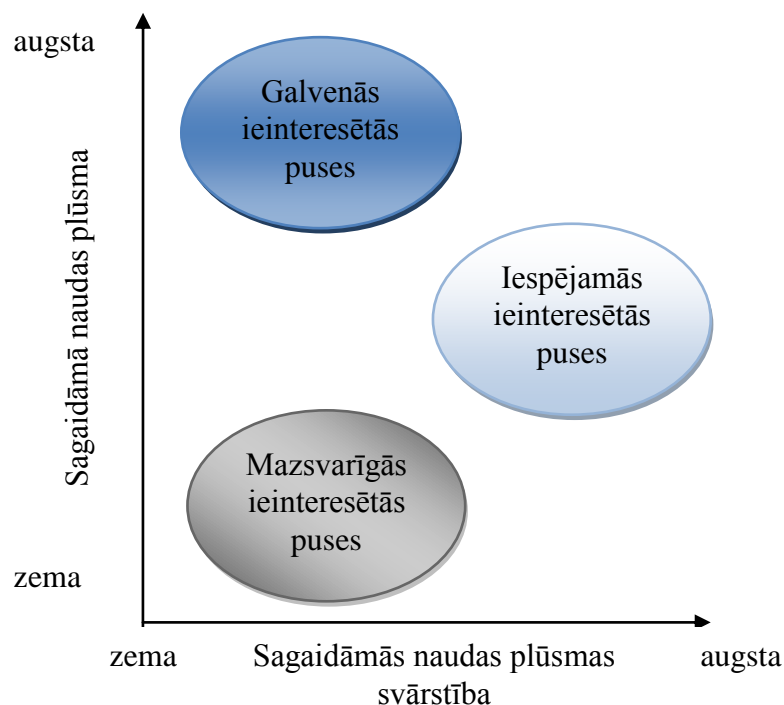 augsta
Galvenās
ieinteresētās
puses
Sagaidāmā naudas plūsma
Iespējamās
ieinteresētās
puses
Mazsvarīgās
ieinteresētās
puses
zema
zema
Sagaidāmās naudas plūsmas
svārstība
augsta